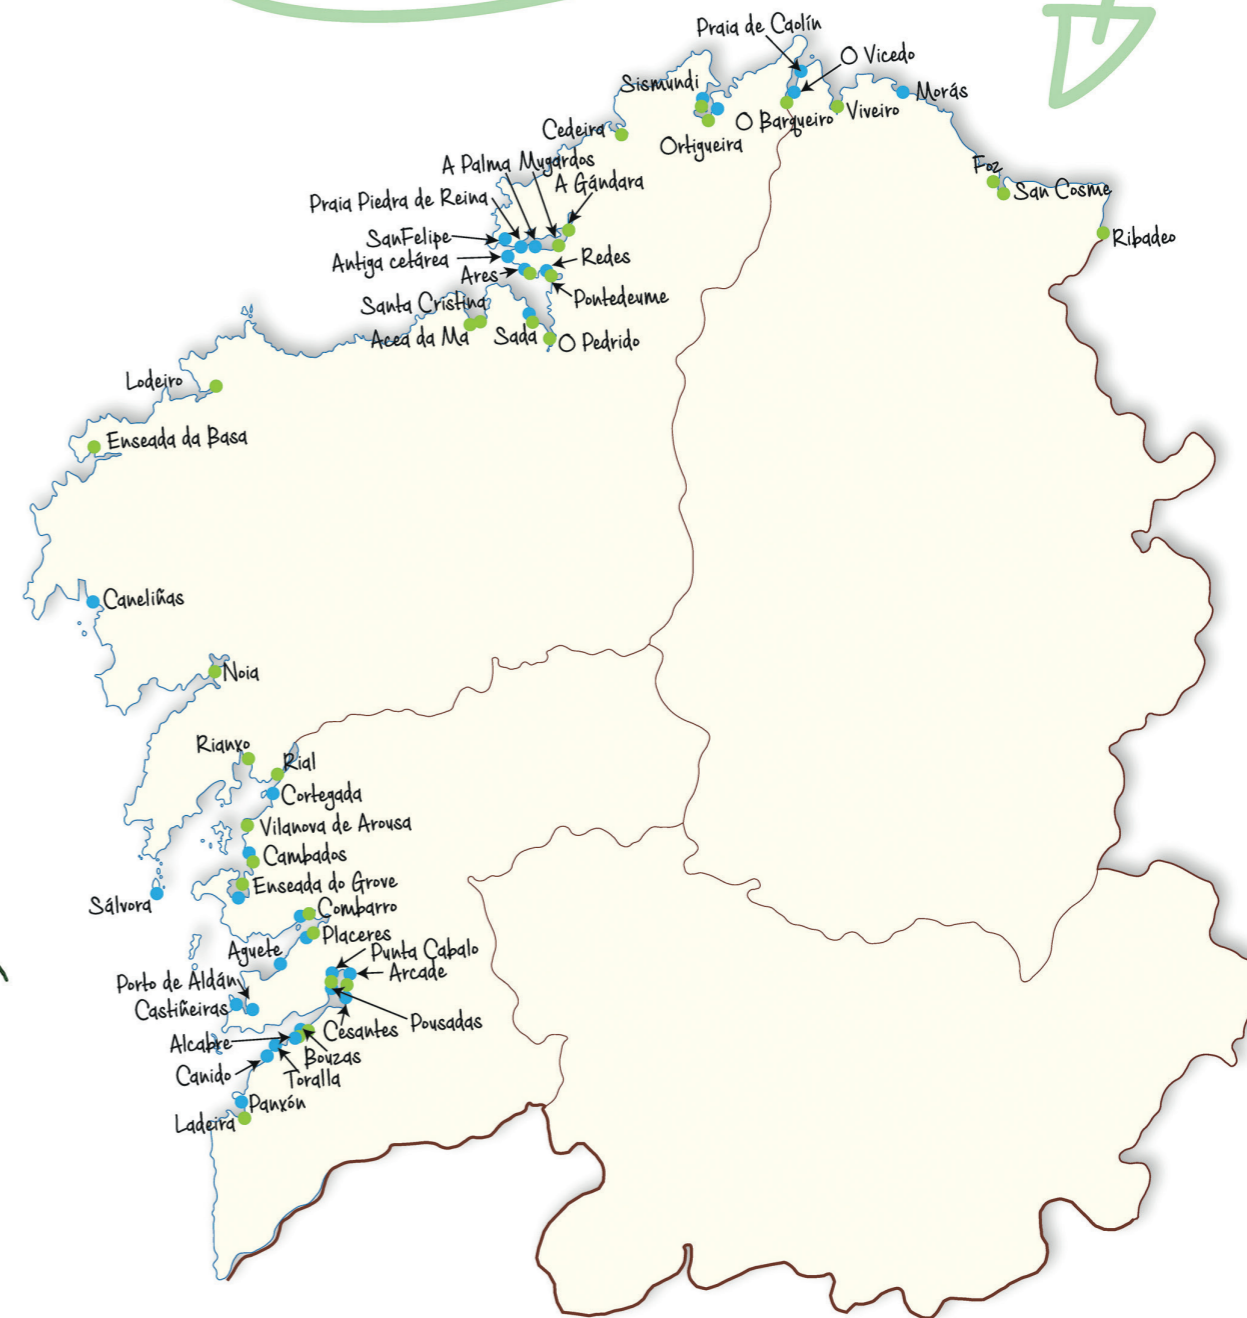 Praia de Caolín
O Vicedo
Sismundi
Morás
Cedeira
O Barqueiro
Viveiro
Ortigueira
A Palma
Mugardos
A Gándara
Foz
San Cosme
Praia Piedra de Reina
SanFelipe
Ribadeo
Antiga cetárea
Redes
Ares
Pontedeume
Santa Cristina
Acea da Ma
Sada
O Pedrido
Lodeiro
Enseada da Basa
Caneliñas
Noia
Rianxo
Rial
Cortegada
Vilanova de Arousa
Cambados
Enseada do Grove
Sálvora
Combarro
Placeres
Aguete
Punta Cabalo
Arcade
Porto de Aldán
Castiñeiras
Pousadas
Cesantes
Alcabre
Bouzas
Canido
Toralla
Panxón
Ladeira